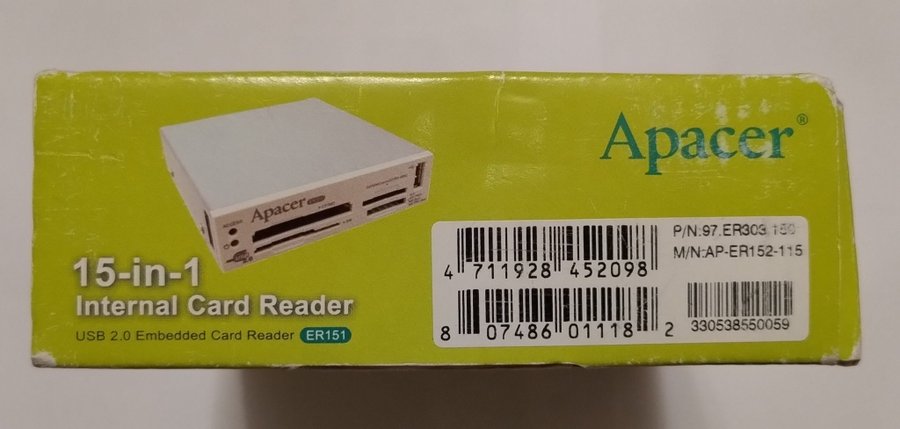 Apacer®
Apacer
15-in-1
Internal Card Reader
USB 2.0 Embedded Card Reader ER151
P/N:97.ER303.150
M/N:AP-ER152-115
4 711928 452098
8 07486 01118 2
330538550059